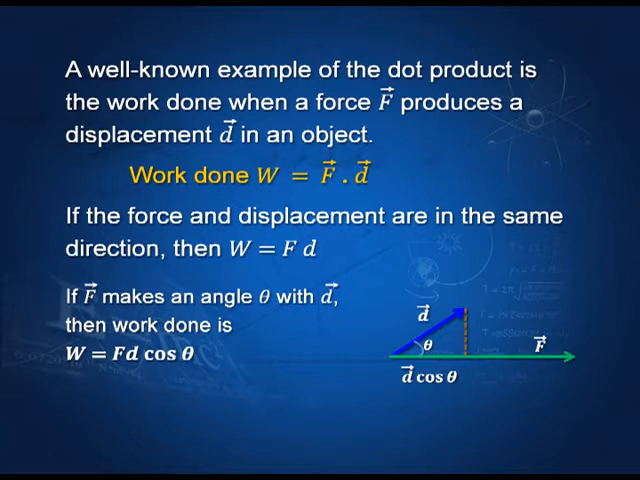 A well-known example of the dot product is
the work done when a force F⃗ produces a
displacement d⃗ in an object.
Work done W = F⃗ . d⃗
If the force and displacement are in the same
direction, then W = F d
If F⃗ makes an angle θ with d⃗,
then work done is
W = Fd cos θ
d⃗
θ
F⃗
d⃗ cos θ